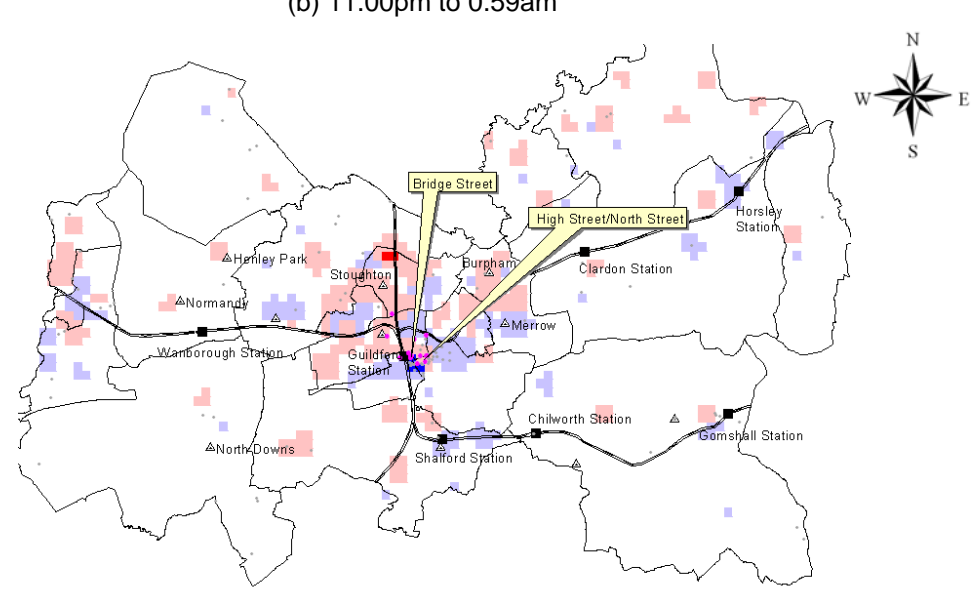 (b) 11.00pm to 0.59am
N
W
E
S
Bridge Street
High Street/North Street
Horsley
Station
Henley Park
Burpham
Clardon Station
Stoughton
Normandy
Merrow
Wanborough Station
Guildford
Station
Chilworth Station
Gomshall Station
North Downs
Shalford Station